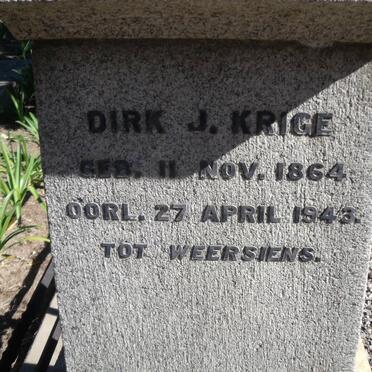 DIRK J. KRIGE
GEB. 11 NOV. 1864.
OORL. 27 APRIL 1943.
TOT WEERSIENS.